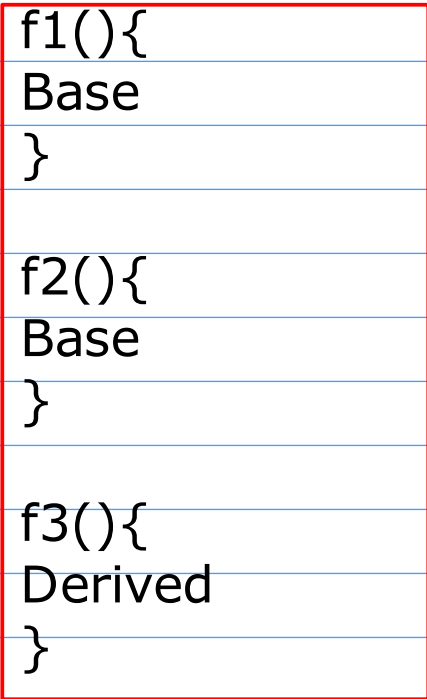 f1(){
Base
}
f2(){
Base
}
f3(){
Derived
}